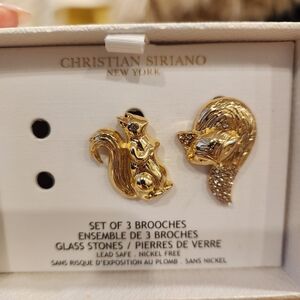 CHRISTIAN SIRIANO
NEW YORK
SET OF 3 BROOCHES
ENSEMBLE DE 3 BROCHES
GLASS STONES / PIERRES DE VERRE
LEAD SAFE . NICKEL FREE
SANS RISQUE D'EXPOSITION AU PLOMB . SANS NICKEL